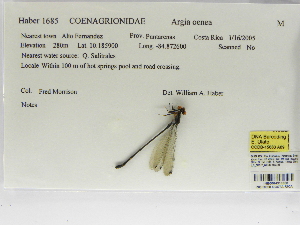 Haber 1685 COENAGRIONIDAE Argia oenea M
Nearest town Alto Fernandez Prov. Puntarenas Costa Rica 1/16/2005
Elevation 280m Lat 10.185900 Long -84.872600 Scanned No
Nearest water source: Q. Salitrales
Locale Within 100 m of hot springs pool and road crossing.
Col. Fred Morrison Det. William A. Haber
Notes
DNA Barcoding